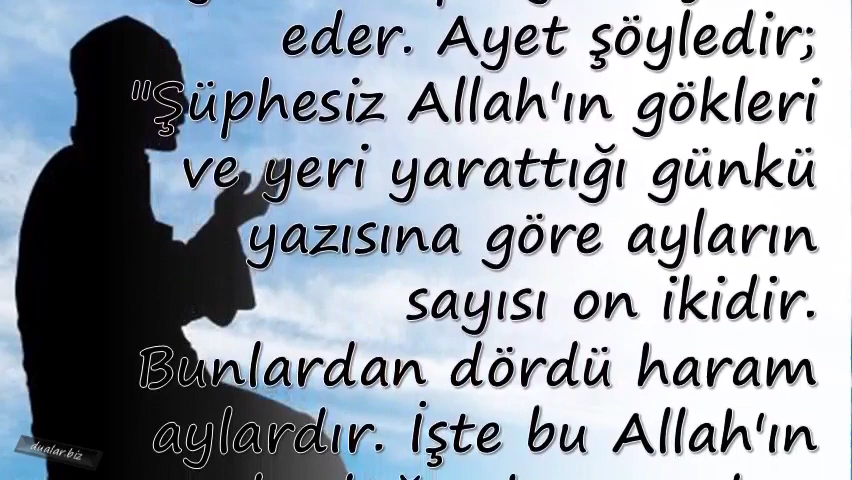 eder. Ayet şöyledir;
"Şüphesiz Allah'ın gökleri
ve yeri yarattığı günkü
yazısına göre ayların
sayısı on ikidir.
Bunlardan dördü haram
aylardır. İşte bu Allah'ın
dualar.biz